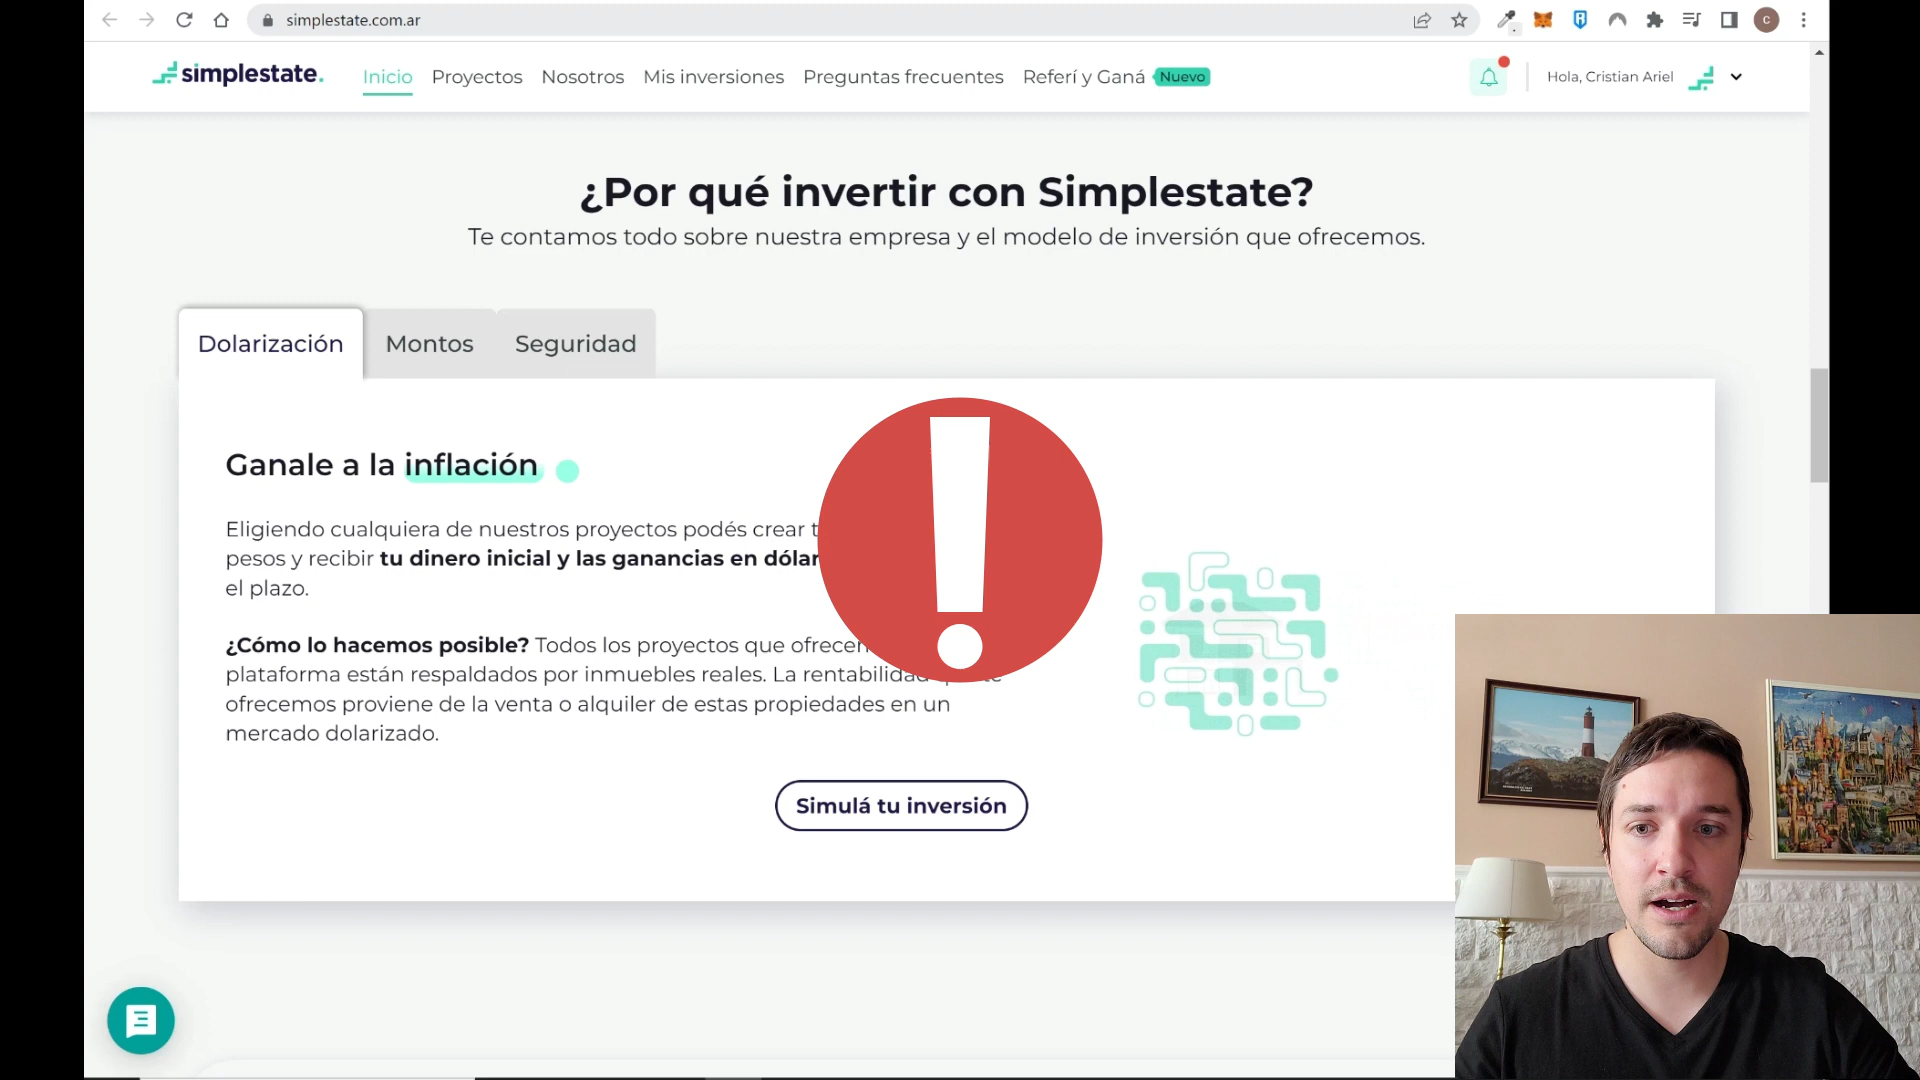 simplestate.com.ar
simplestate.
Inicio
Proyectos
Nosotros
Mis inversiones
Preguntas frecuentes
Referí y Ganá
Nuevo
Hola, Cristian Ariel
¿Por qué invertir con Simplestate?
Te contamos todo sobre nuestra empresa y el modelo de inversión que ofrecemos.
Dolarización
Montos
Seguridad
Ganale a la inflación
Eligiendo cualquiera de nuestros proyectos podés crear
pesos y recibir tu dinero inicial y las ganancias en
el plazo.
¿Cómo lo hacemos posible? Todos los proyectos que
plataforma están respaldados por inmuebles reales. La
ofrecemos proviene de la venta o alquiler de estas propiedades en un
mercado dolarizado.
Simulá tu inversión
!
C